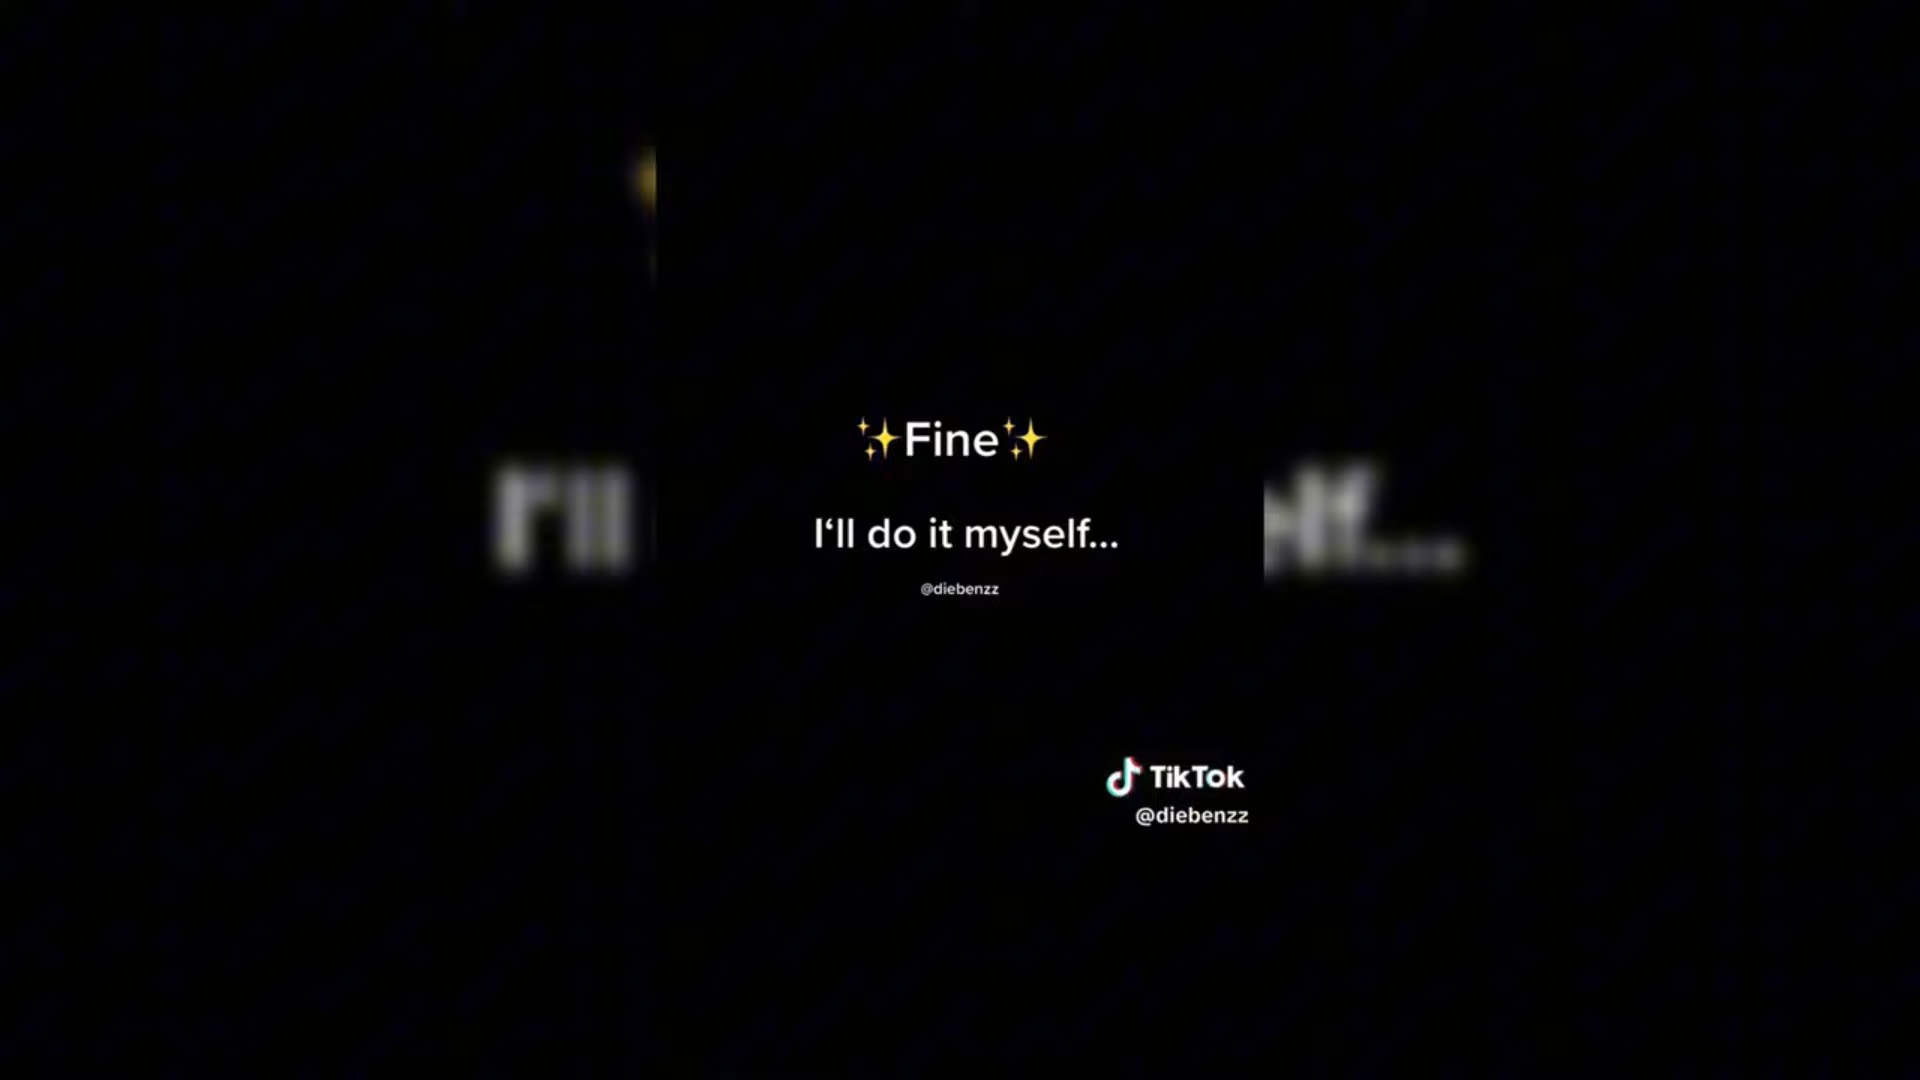 ✨Fine✨
I‘ll do it myself...
@diebenzz
TikTok
@diebenzz